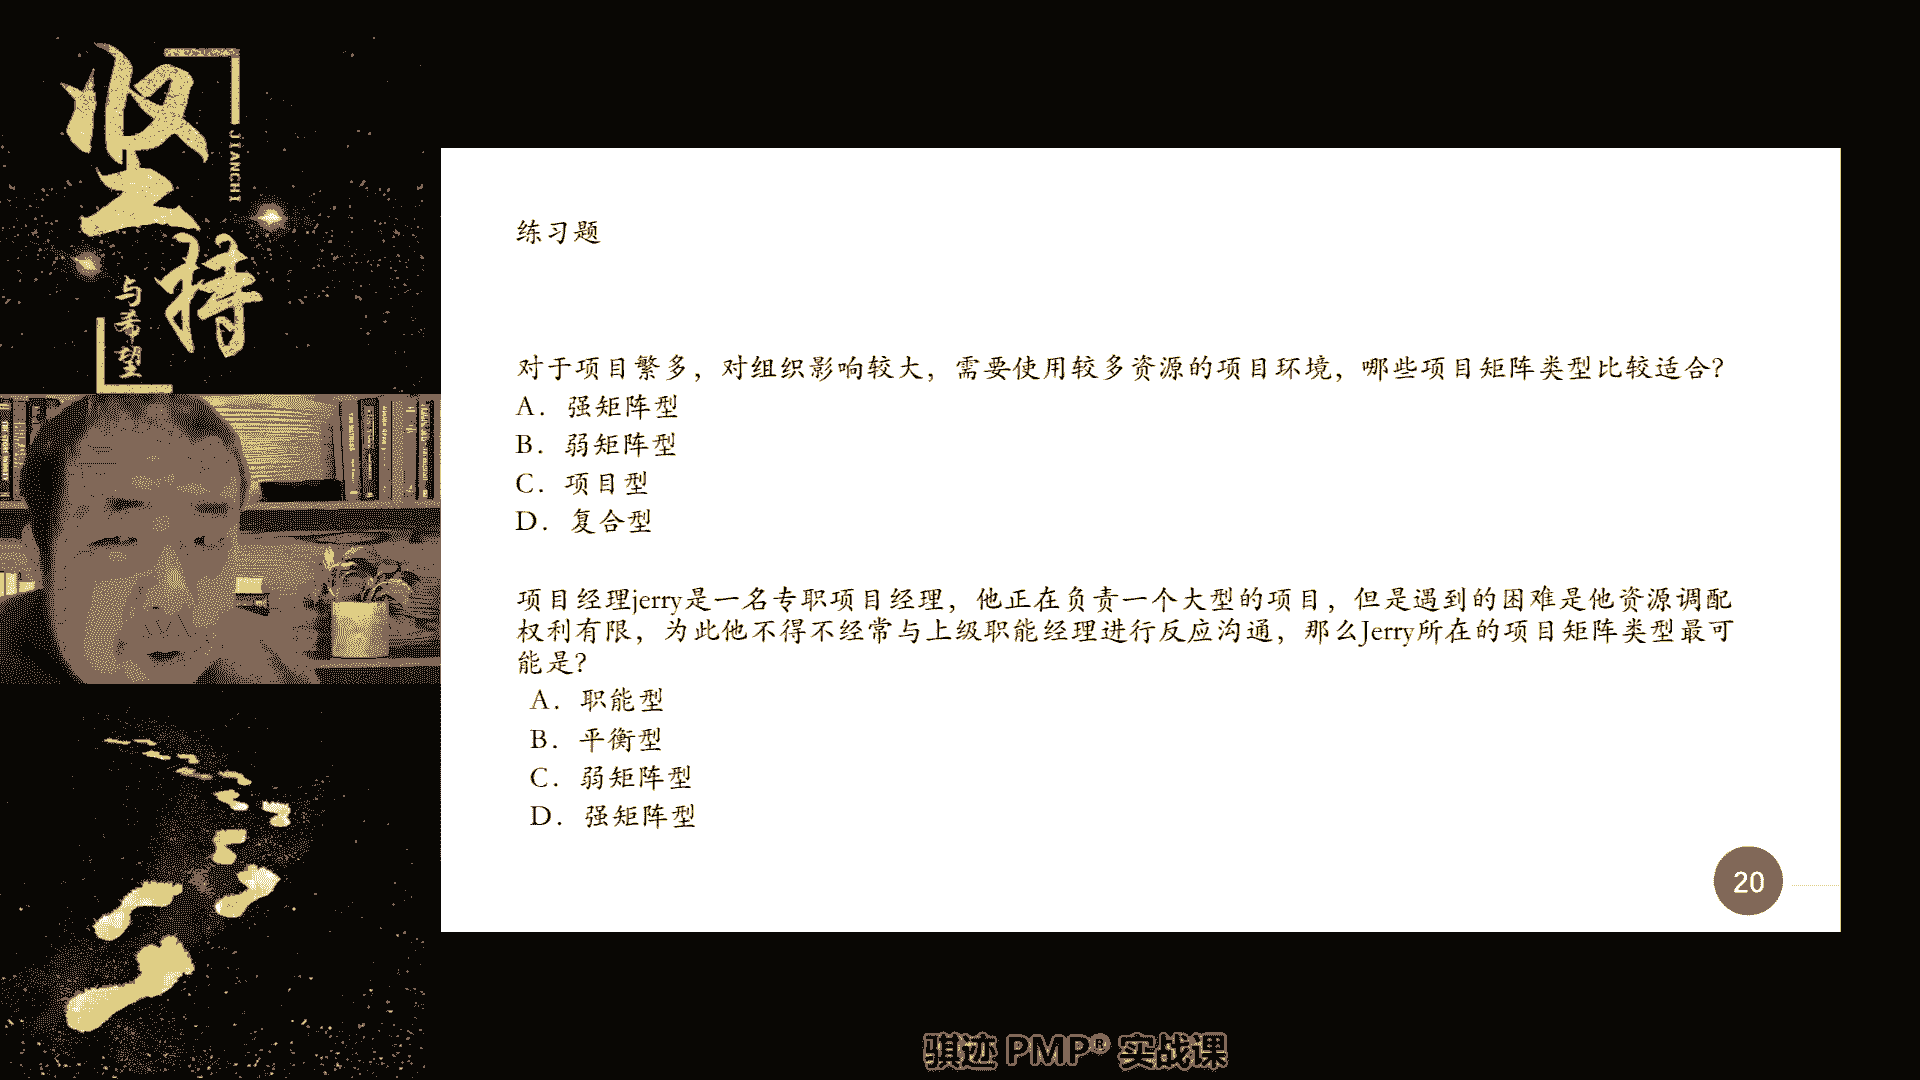 坚持
JIANCHI
与希望
练习题
对于项目繁多，对组织影响较大，需要使用较多资源的项目环境，哪些项目矩阵类型比较适合？
A. 强矩阵型
B. 弱矩阵型
C. 项目型
D. 复合型
项目经理jerry是一名专职项目经理，他正在负责一个大型的项目，但是遇到的困难是他资源调配
权利有限，为此他不得不经常与上级职能经理进行反应沟通，那么Jerry所在的项目矩阵类型最可
能是？
A. 职能型
B. 平衡型
C. 弱矩阵型
D. 强矩阵型
20
骐迹 PMP® 实战课